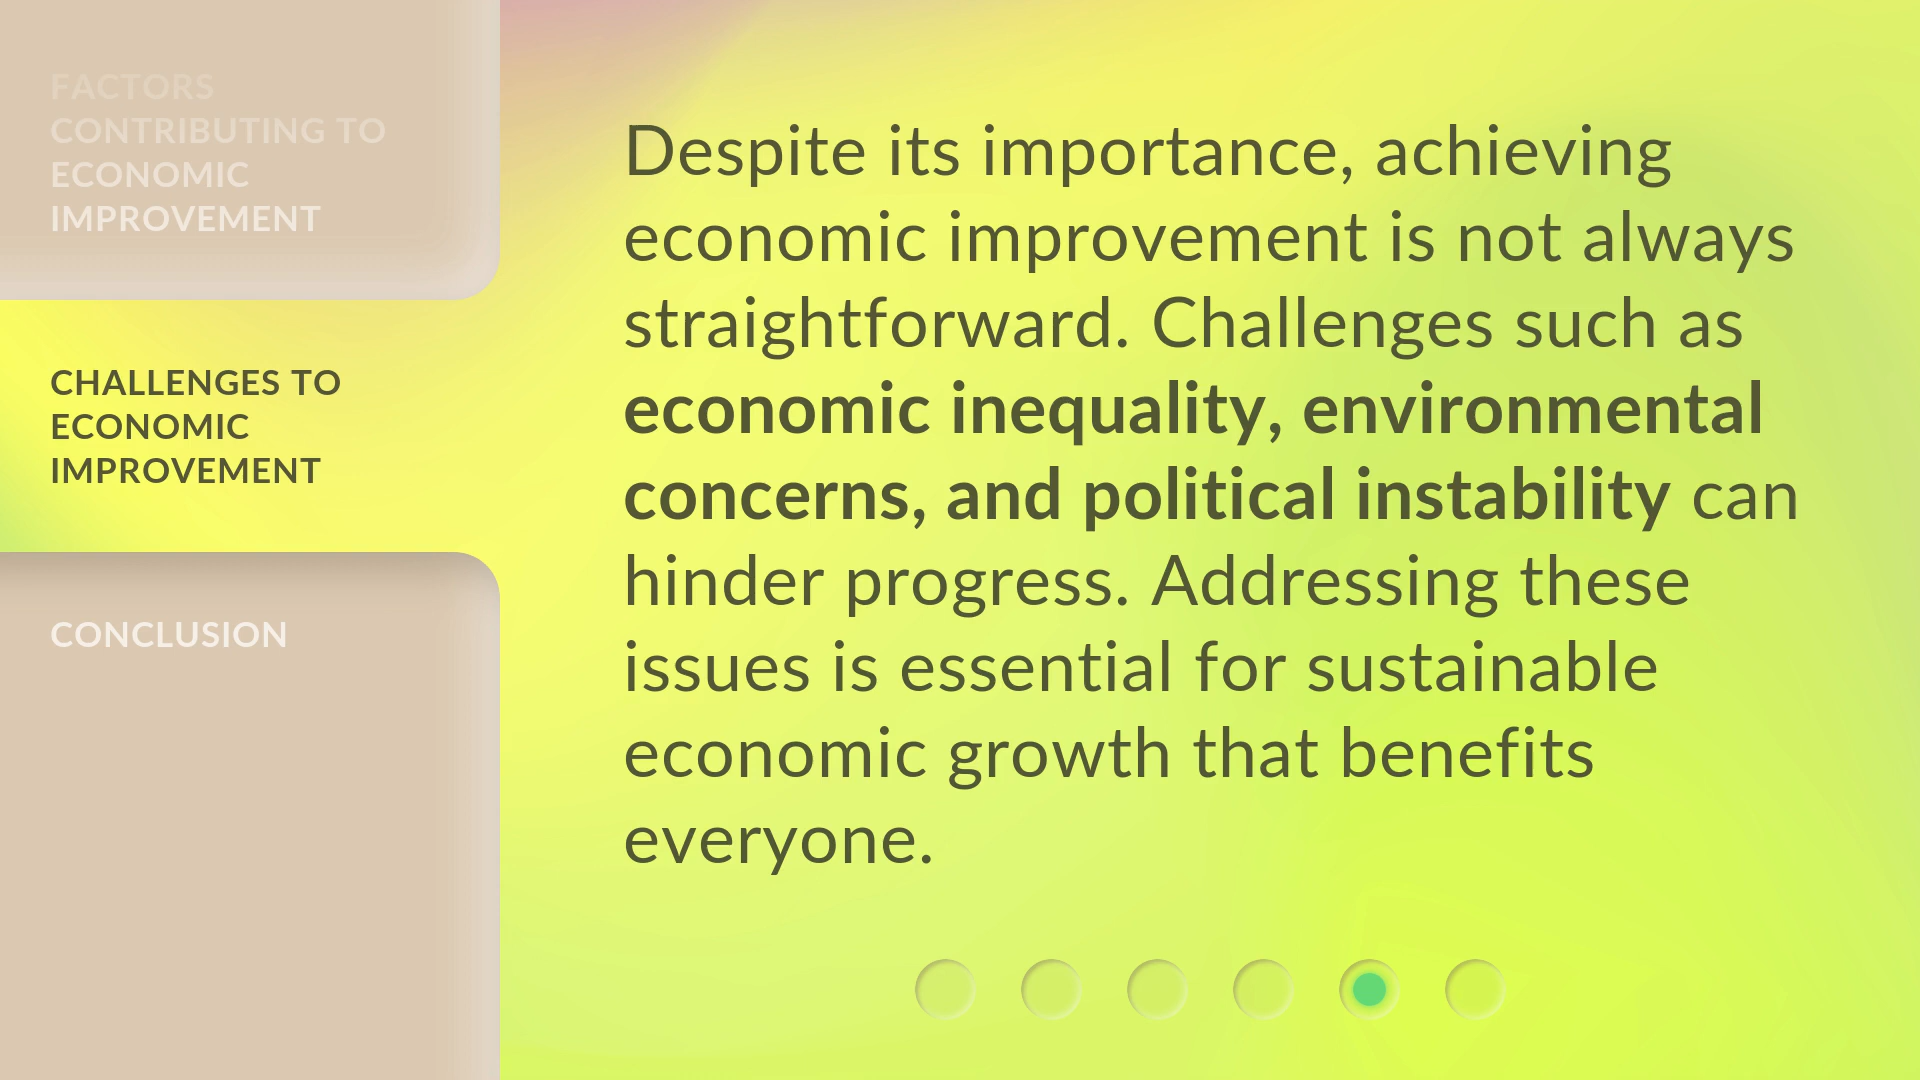 FACTORS
CONTRIBUTING TO
ECONOMIC
IMPROVEMENT
CHALLENGES TO
ECONOMIC
IMPROVEMENT
CONCLUSION
Despite its importance, achieving
economic improvement is not always
straightforward. Challenges such as
economic inequality, environmental
concerns, and political instability can
hinder progress. Addressing these
issues is essential for sustainable
economic growth that benefits
everyone.